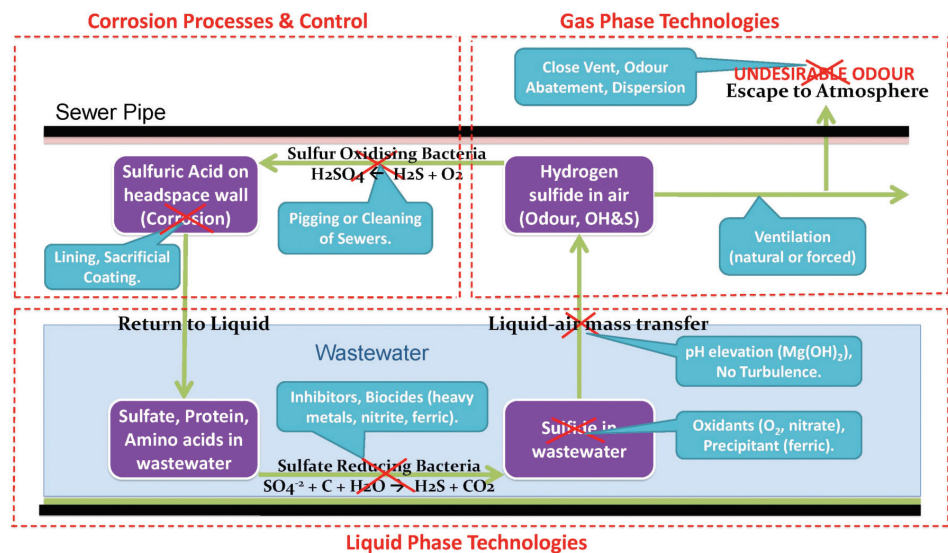 Corrosion Processes & Control
Gas Phase Technologies
Close Vent, Odour
Abatement, Dispersion
UNDESIRABLE ODOUR
Escape to Atmosphere
Sewer Pipe
Sulfuric Acid on
headspace wall
(Corrosion)
Sulfur Oxidising Bacteria
H2SO4 ← H2S + O2
Hydrogen
sulfide in air
(Odour, OH&S)
Pigging or Cleaning
of Sewers.
Lining, Sacrificial
Coating.
Ventilation
(natural or forced)
Return to Liquid
Liquid-air mass transfer
Wastewater
pH elevation (Mg(OH)₂),
No Turbulence.
Inhibitors, Biocides (heavy
metals, nitrite, ferric).
Sulfate, Protein,
Amino acids in
wastewater
Sulfide in
wastewater
Oxidants (O₂, nitrate),
Precipitant (ferric).
Sulfate Reducing Bacteria
SO4⁻² + C + H2O → H2S + CO2
Liquid Phase Technologies